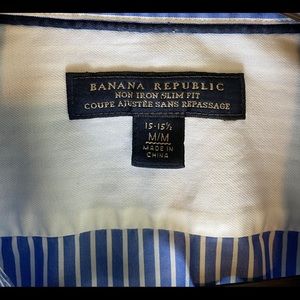 BANANA REPUBLIC
NON IRON SLIM FIT
COUPE AJUSTÉE SANS REPASSAGE
15-15½
M/M
MADE IN
CHINA